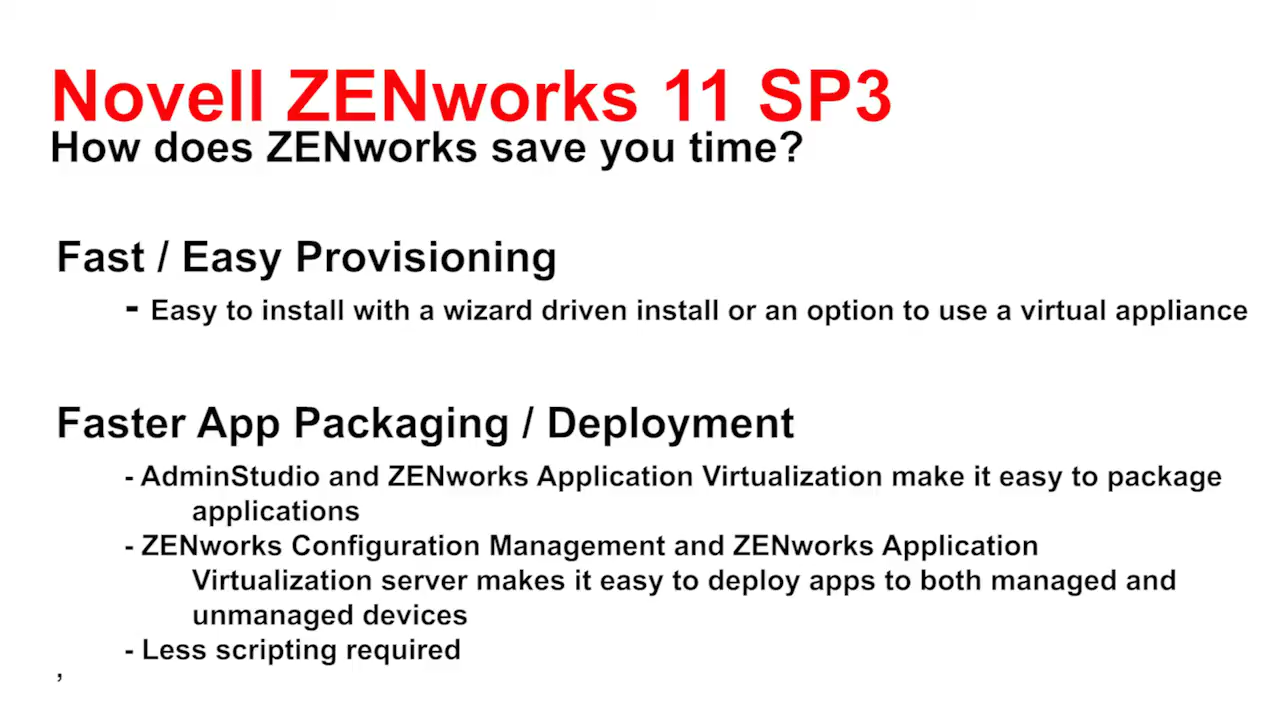 Novell ZENworks 11 SP3
How does ZENworks save you time?
Fast / Easy Provisioning
- Easy to install with a wizard driven install or an option to use a virtual appliance
Faster App Packaging / Deployment
- AdminStudio and ZENworks Application Virtualization make it easy to package
applications
- ZENworks Configuration Management and ZENworks Application
Virtualization server makes it easy to deploy apps to both managed and
unmanaged devices
- Less scripting required
,